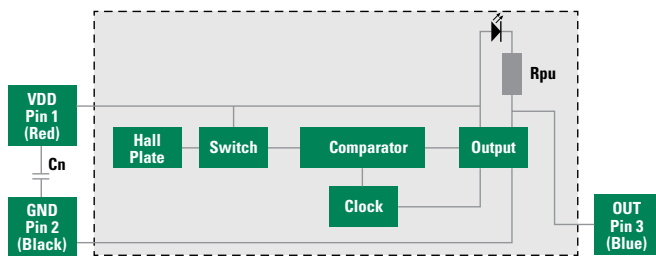 Rpu
VDD
Pin 1
(Red)
Hall
Plate
Switch
Comparator
Output
Cn
Clock
GND
Pin 2
(Black)
OUT
Pin 3
(Blue)